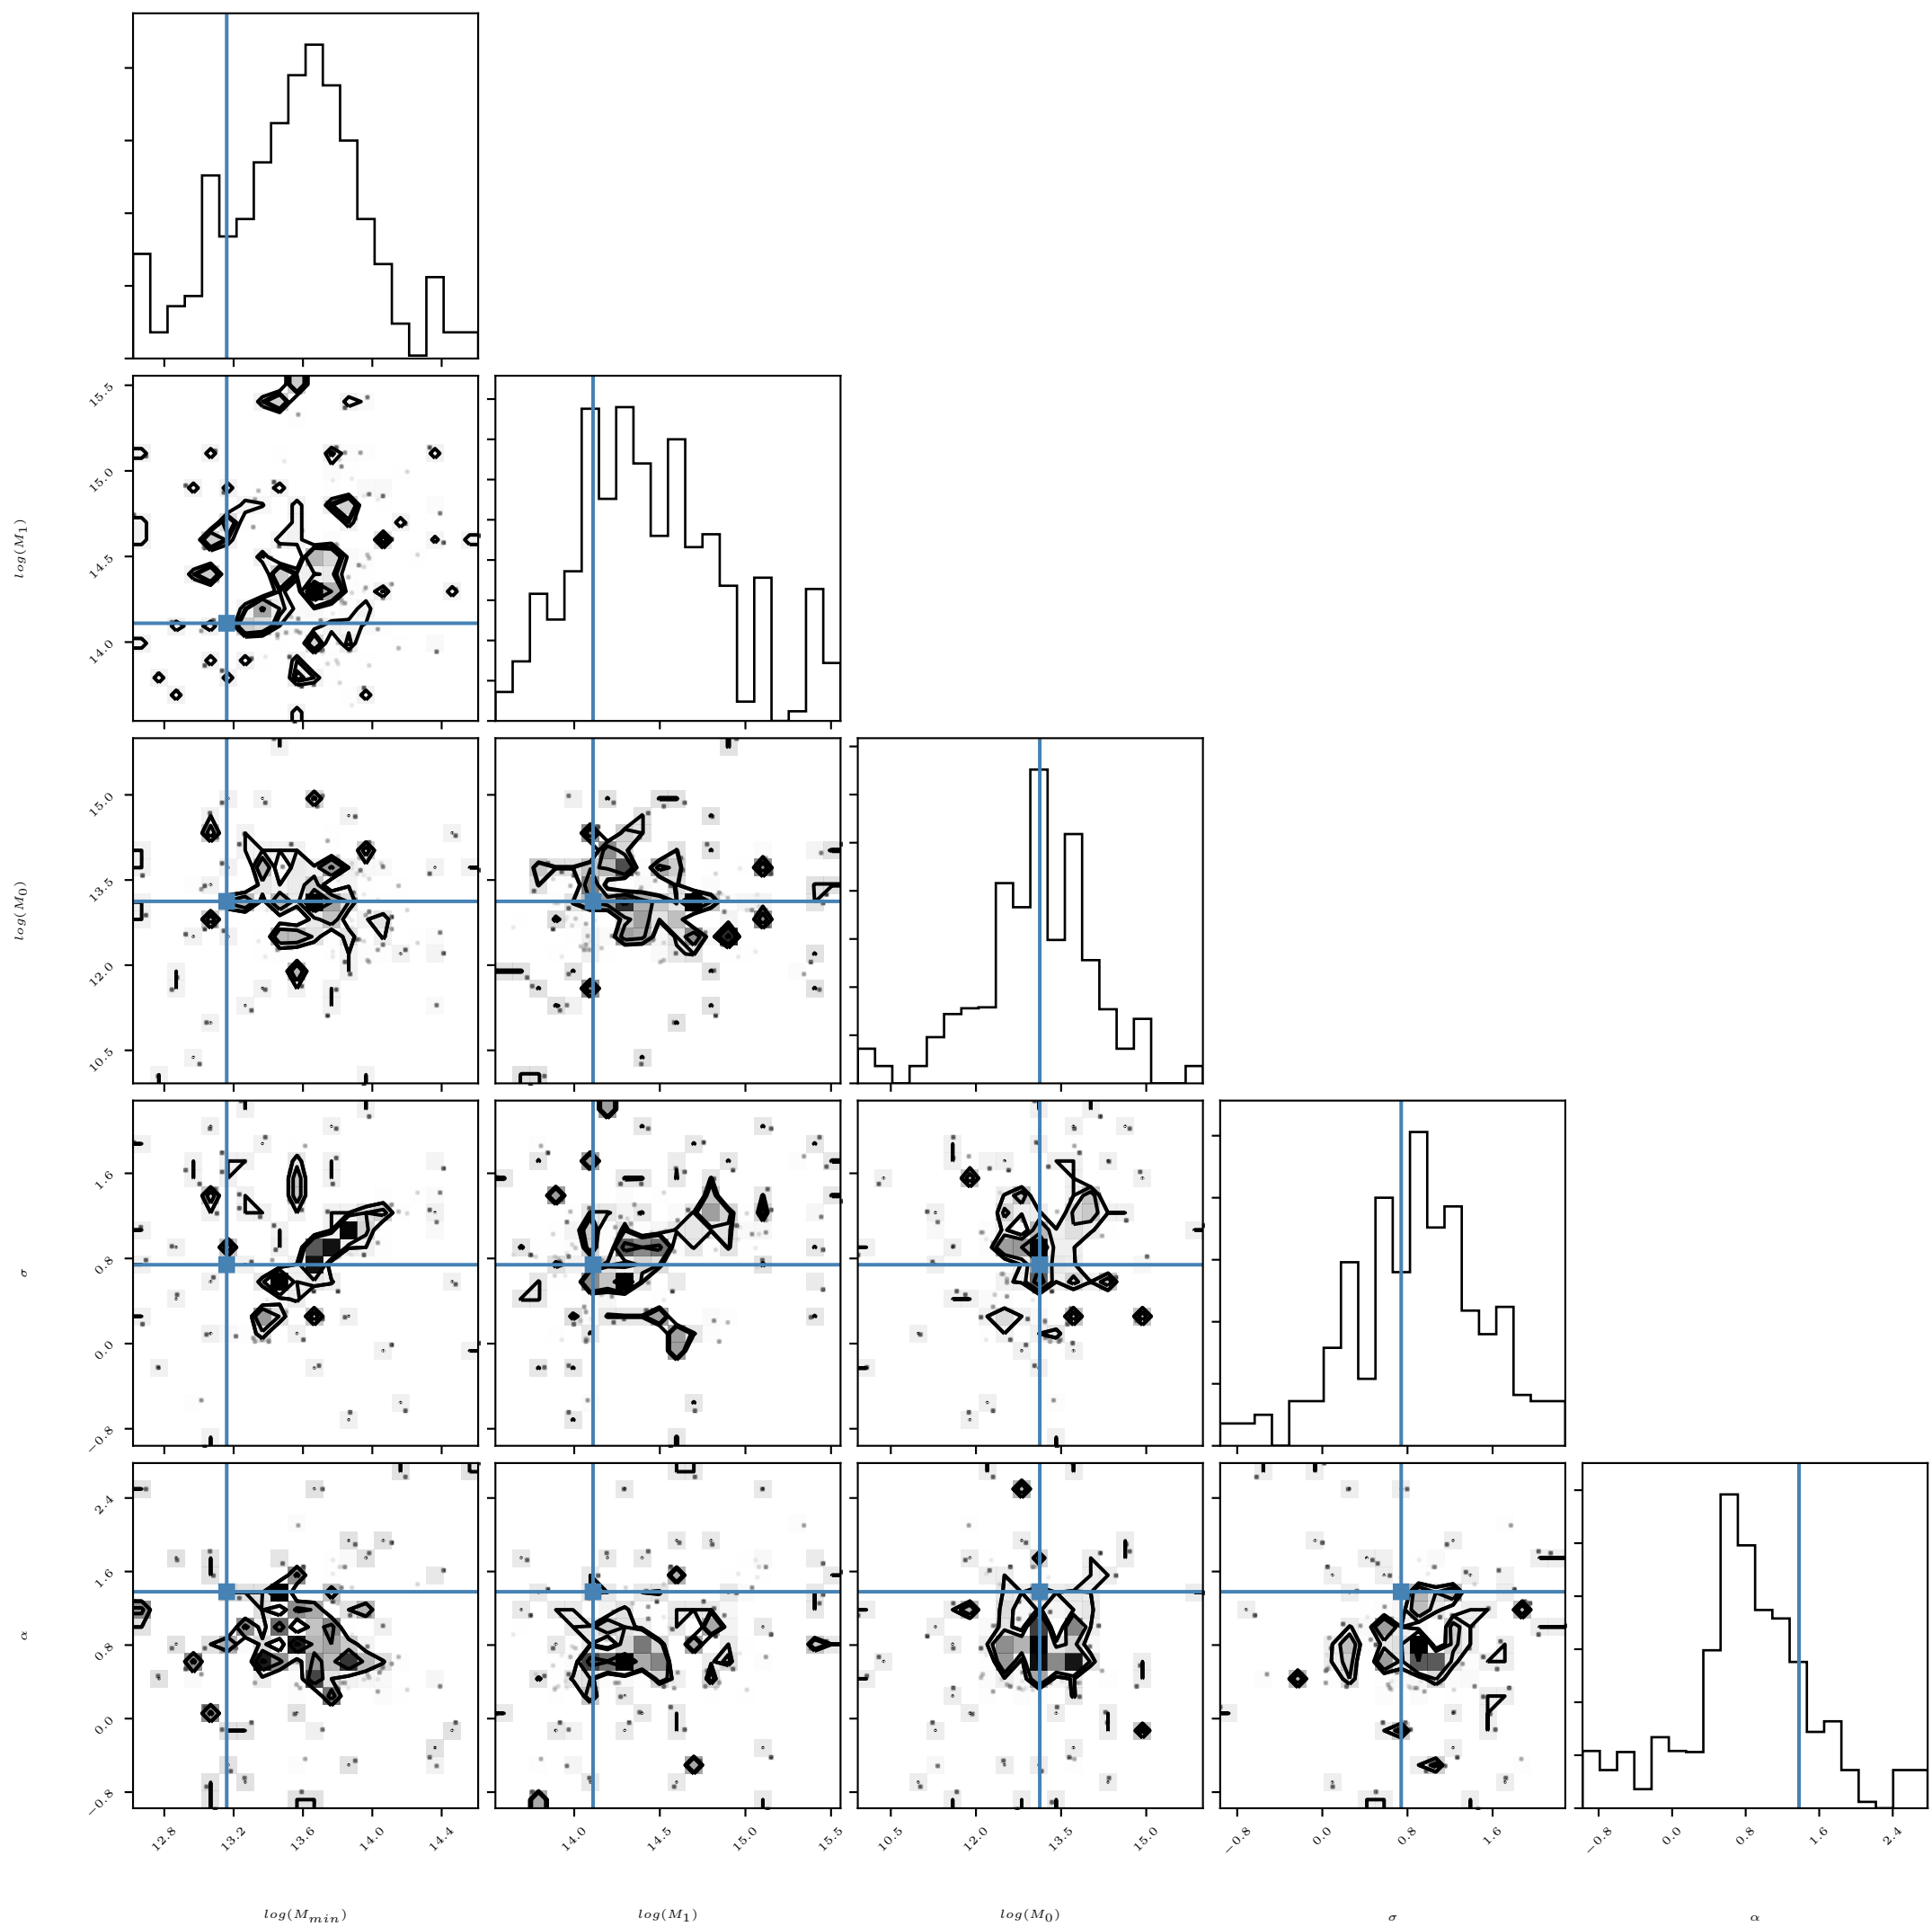 15.5
15.0
14.5
14.0
log(M_1)
15.0
13.5
12.0
10.5
log(M_0)
1.6
0.8
0.0
−0.8
σ
2.4
1.6
0.8
0.0
−0.8
α
12.8 13.2 13.6 14.0 14.4
14.0 14.5 15.0 15.5
10.5 12.0 13.5 15.0
−0.8 0.0 0.8 1.6
−0.8 0.0 0.8 1.6 2.4
log(M_min) log(M_1) log(M_0) σ α